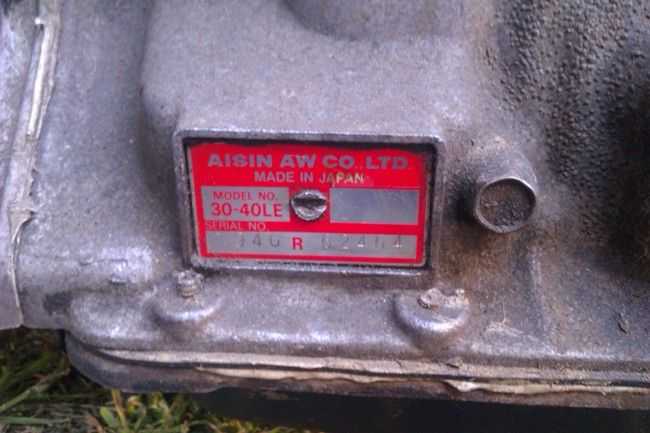 AISIN AW CO.,LTD.
MADE IN JAPAN
MODEL NO.
30-40LE
SERIAL NO.
R